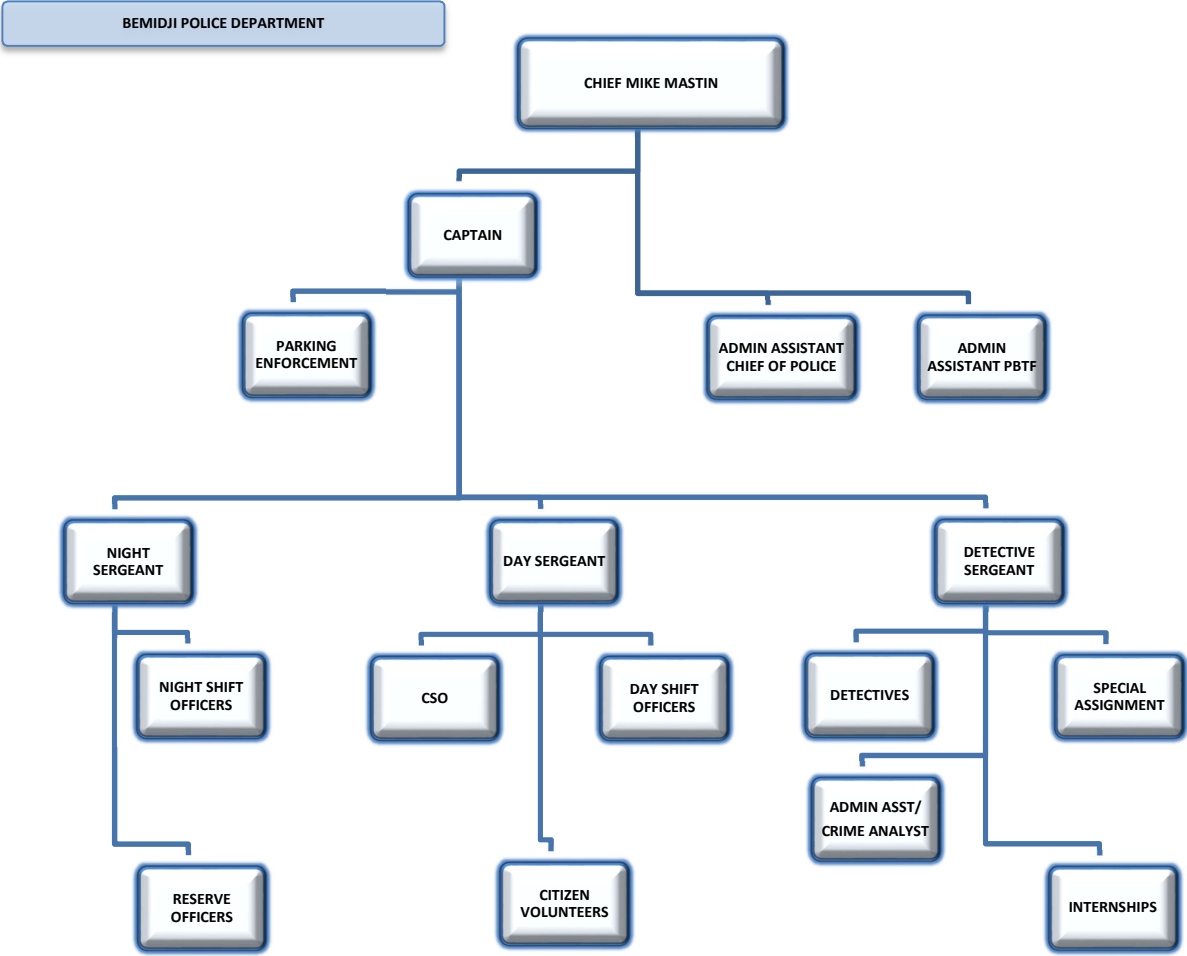 BEMIDJI POLICE DEPARTMENT
CHIEF MIKE MASTIN
CAPTAIN
PARKING
ENFORCEMENT
ADMIN ASSISTANT
CHIEF OF POLICE
ADMIN
ASSISTANT PBTF
NIGHT
SERGEANT
DAY SERGEANT
DETECTIVE
SERGEANT
NIGHT SHIFT
OFFICERS
CSO
DAY SHIFT
OFFICERS
DETECTIVES
SPECIAL
ASSIGNMENT
ADMIN ASST/
CRIME ANALYST
RESERVE
OFFICERS
CITIZEN
VOLUNTEERS
INTERNSHIPS